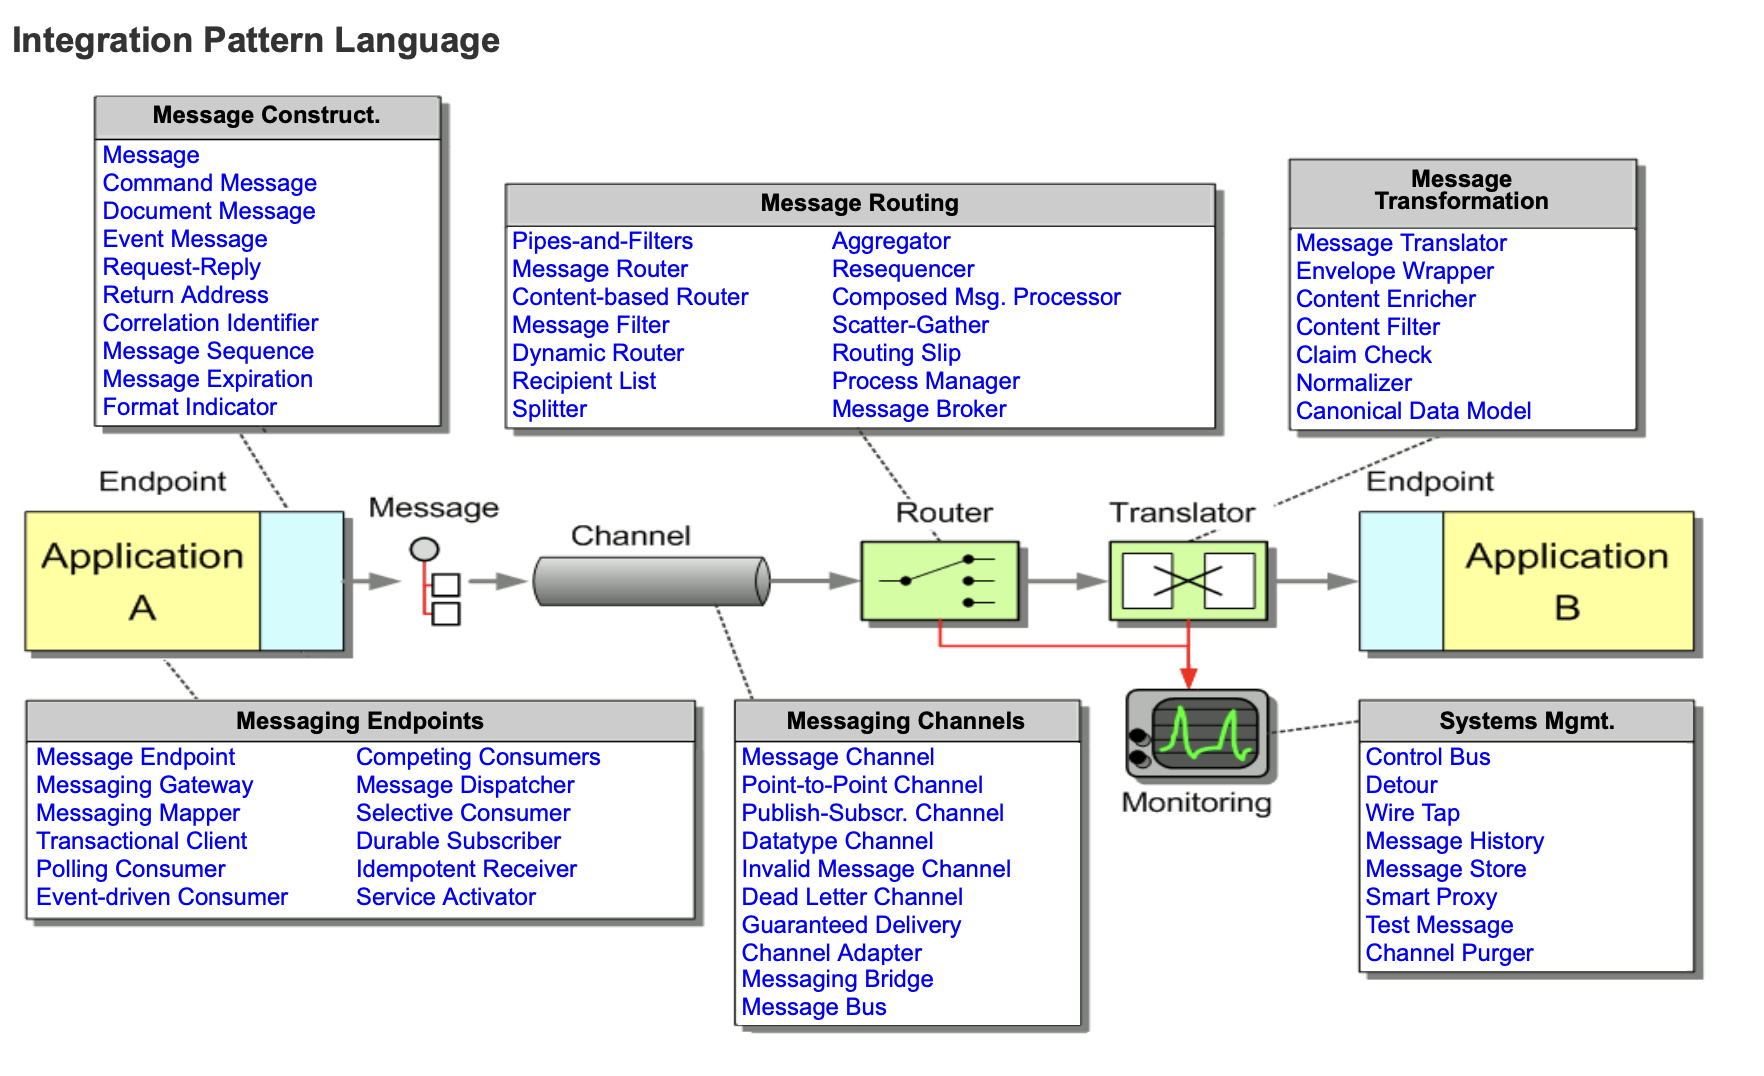 Integration Pattern Language
Message Construct.
Message
Command Message
Document Message
Event Message
Request-Reply
Return Address
Correlation Identifier
Message Sequence
Message Expiration
Format Indicator
Message Routing
Pipes-and-Filters
Message Router
Content-based Router
Message Filter
Dynamic Router
Recipient List
Splitter
Aggregator
Resequencer
Composed Msg. Processor
Scatter-Gather
Routing Slip
Process Manager
Message Broker
Message
Transformation
Message Translator
Envelope Wrapper
Content Enricher
Content Filter
Claim Check
Normalizer
Canonical Data Model
Endpoint
Application
A
Message
Channel
Router
Translator
Endpoint
Application
B
Monitoring
Messaging Endpoints
Message Endpoint
Messaging Gateway
Messaging Mapper
Transactional Client
Polling Consumer
Event-driven Consumer
Competing Consumers
Message Dispatcher
Selective Consumer
Durable Subscriber
Idempotent Receiver
Service Activator
Messaging Channels
Message Channel
Point-to-Point Channel
Publish-Subscr. Channel
Datatype Channel
Invalid Message Channel
Dead Letter Channel
Guaranteed Delivery
Channel Adapter
Messaging Bridge
Message Bus
Systems Mgmt.
Control Bus
Detour
Wire Tap
Message History
Message Store
Smart Proxy
Test Message
Channel Purger